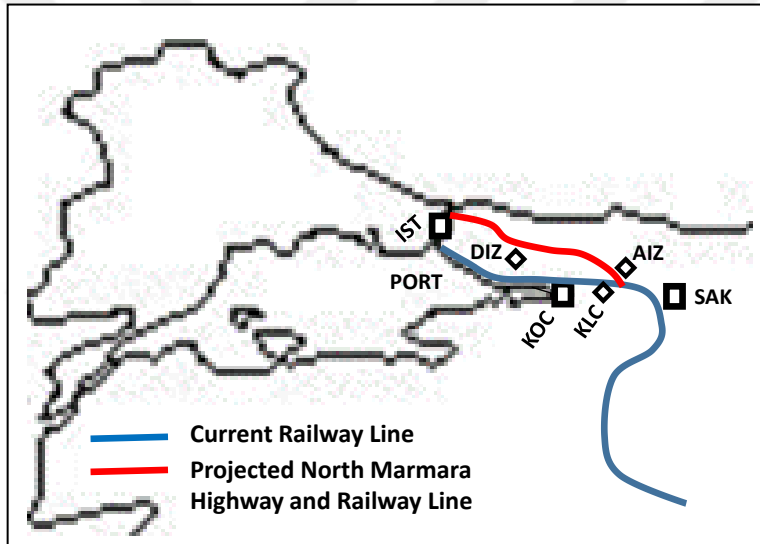 IST
DIZ
AIZ
PORT
KOC
KLC
SAK
Current Railway Line
Projected North Marmara
Highway and Railway Line